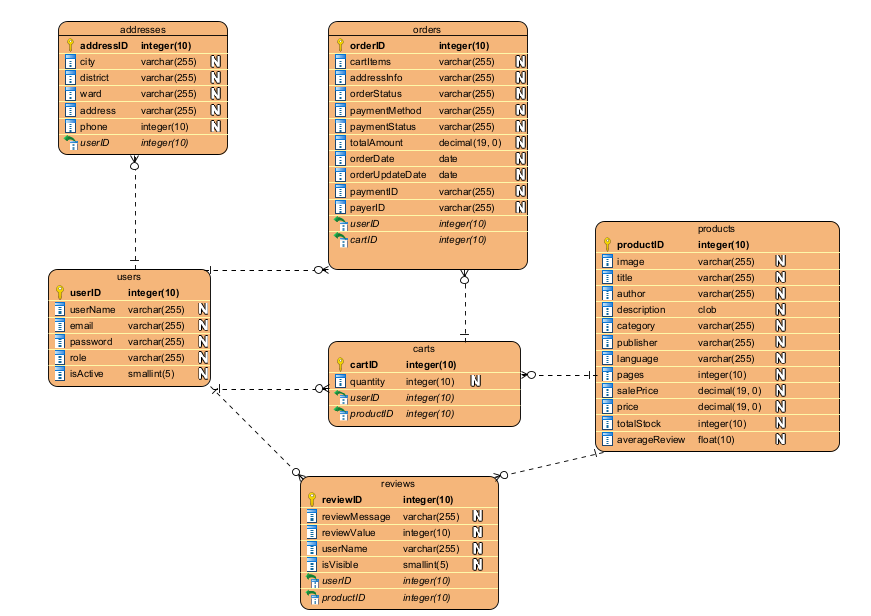 addresses
addressID integer(10)
city varchar(255) N
district varchar(255) N
ward varchar(255) N
address varchar(255) N
phone integer(10) N
userID integer(10)
orders
orderID integer(10)
cartItems varchar(255) N
addressInfo varchar(255) N
orderStatus varchar(255) N
paymentMethod varchar(255) N
paymentStatus varchar(255) N
totalAmount decimal(19, 0) N
orderDate date N
orderUpdateDate date N
paymentID varchar(255) N
payerID varchar(255) N
userID integer(10)
cartID integer(10)
products
productID integer(10)
image varchar(255) N
title varchar(255) N
author varchar(255) N
description clob N
category varchar(255) N
publisher varchar(255) N
language varchar(255) N
pages integer(10) N
salePrice decimal(19, 0) N
price decimal(19, 0) N
totalStock integer(10) N
averageReview float(10) N
users
userID integer(10)
userName varchar(255) N
email varchar(255) N
password varchar(255) N
role varchar(255) N
isActive smallint(5) N
carts
cartID integer(10)
quantity integer(10) N
userID integer(10)
productID integer(10)
reviews
reviewID integer(10)
reviewMessage varchar(255) N
reviewValue integer(10) N
userName varchar(255) N
isVisible smallint(5) N
userID integer(10)
productID integer(10)